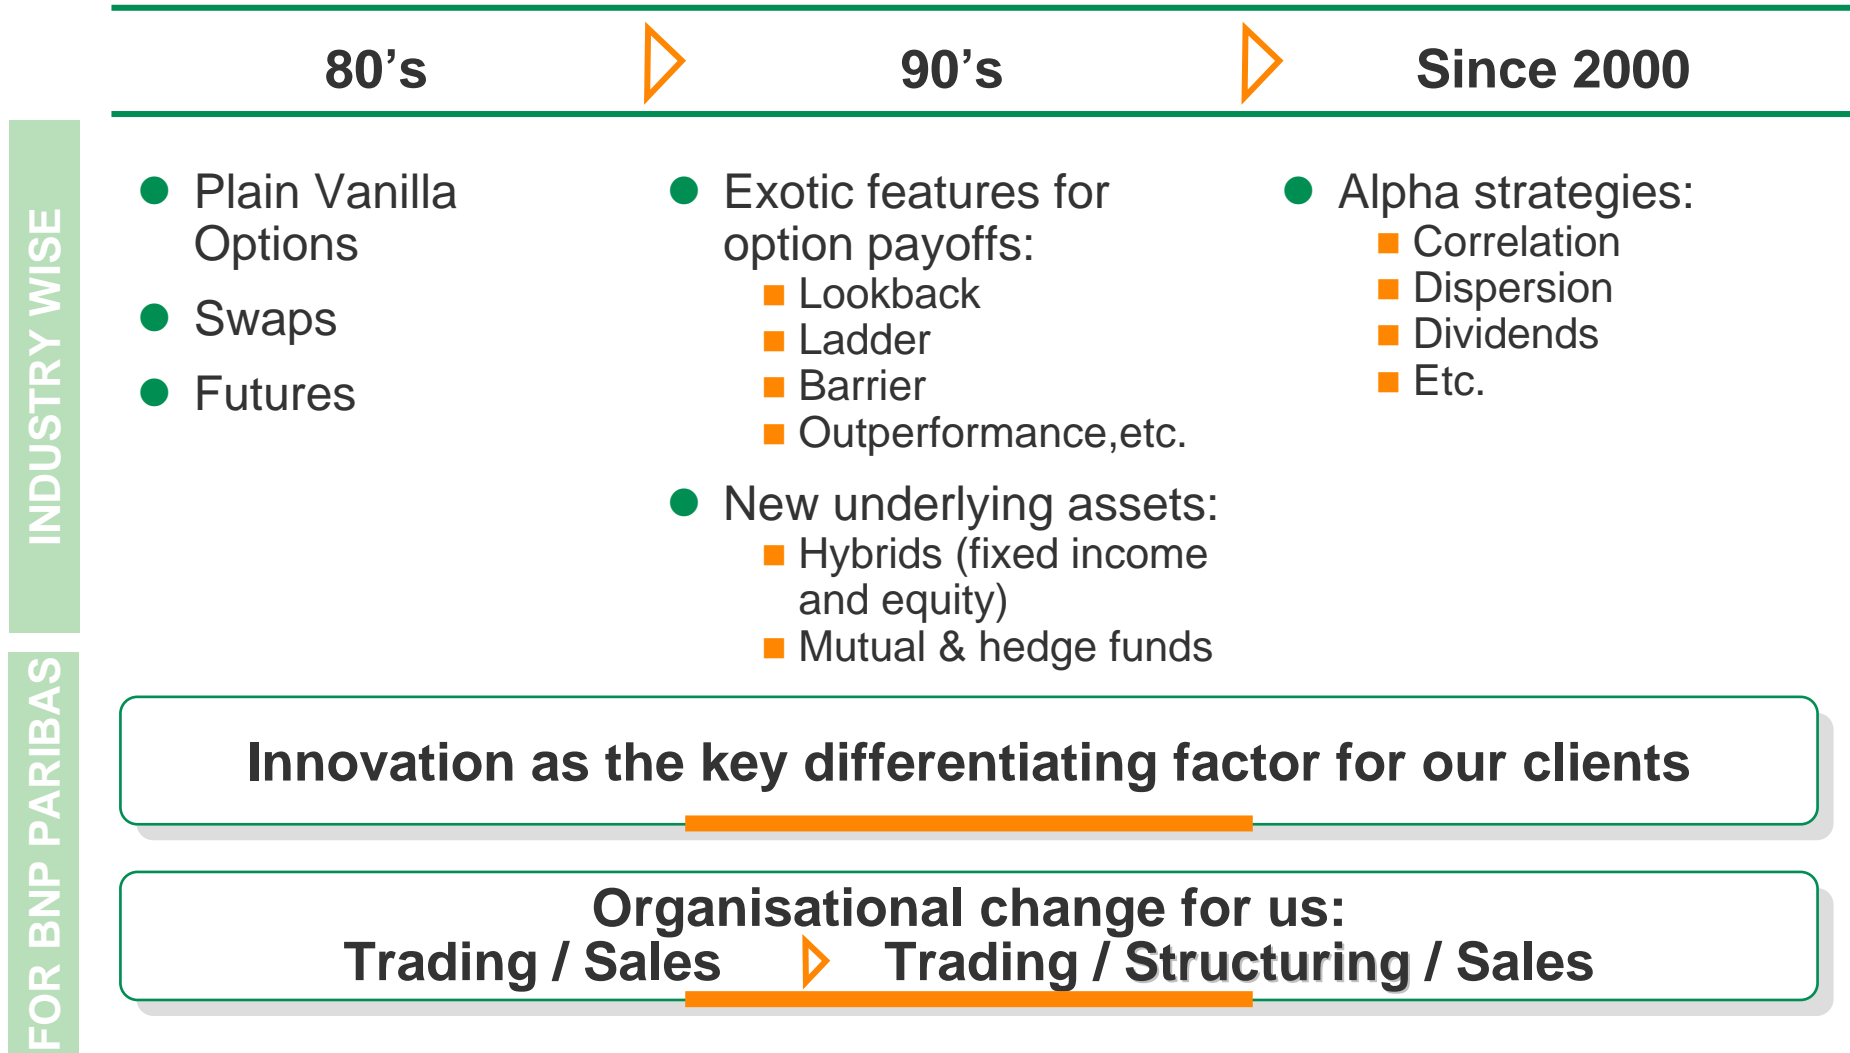 80's
90's
Since 2000
INDUSTRY WISE
Plain Vanilla
Options
Swaps
Futures
Exotic features for
option payoffs:
Lookback
Ladder
Barrier
Outperformance,etc.
New underlying assets:
Hybrids (fixed income
and equity)
Mutual & hedge funds
Alpha strategies:
Correlation
Dispersion
Dividends
Etc.
FOR BNP PARIBAS
Innovation as the key differentiating factor for our clients
Organisational change for us:
Trading / Sales Trading / Structuring / Sales